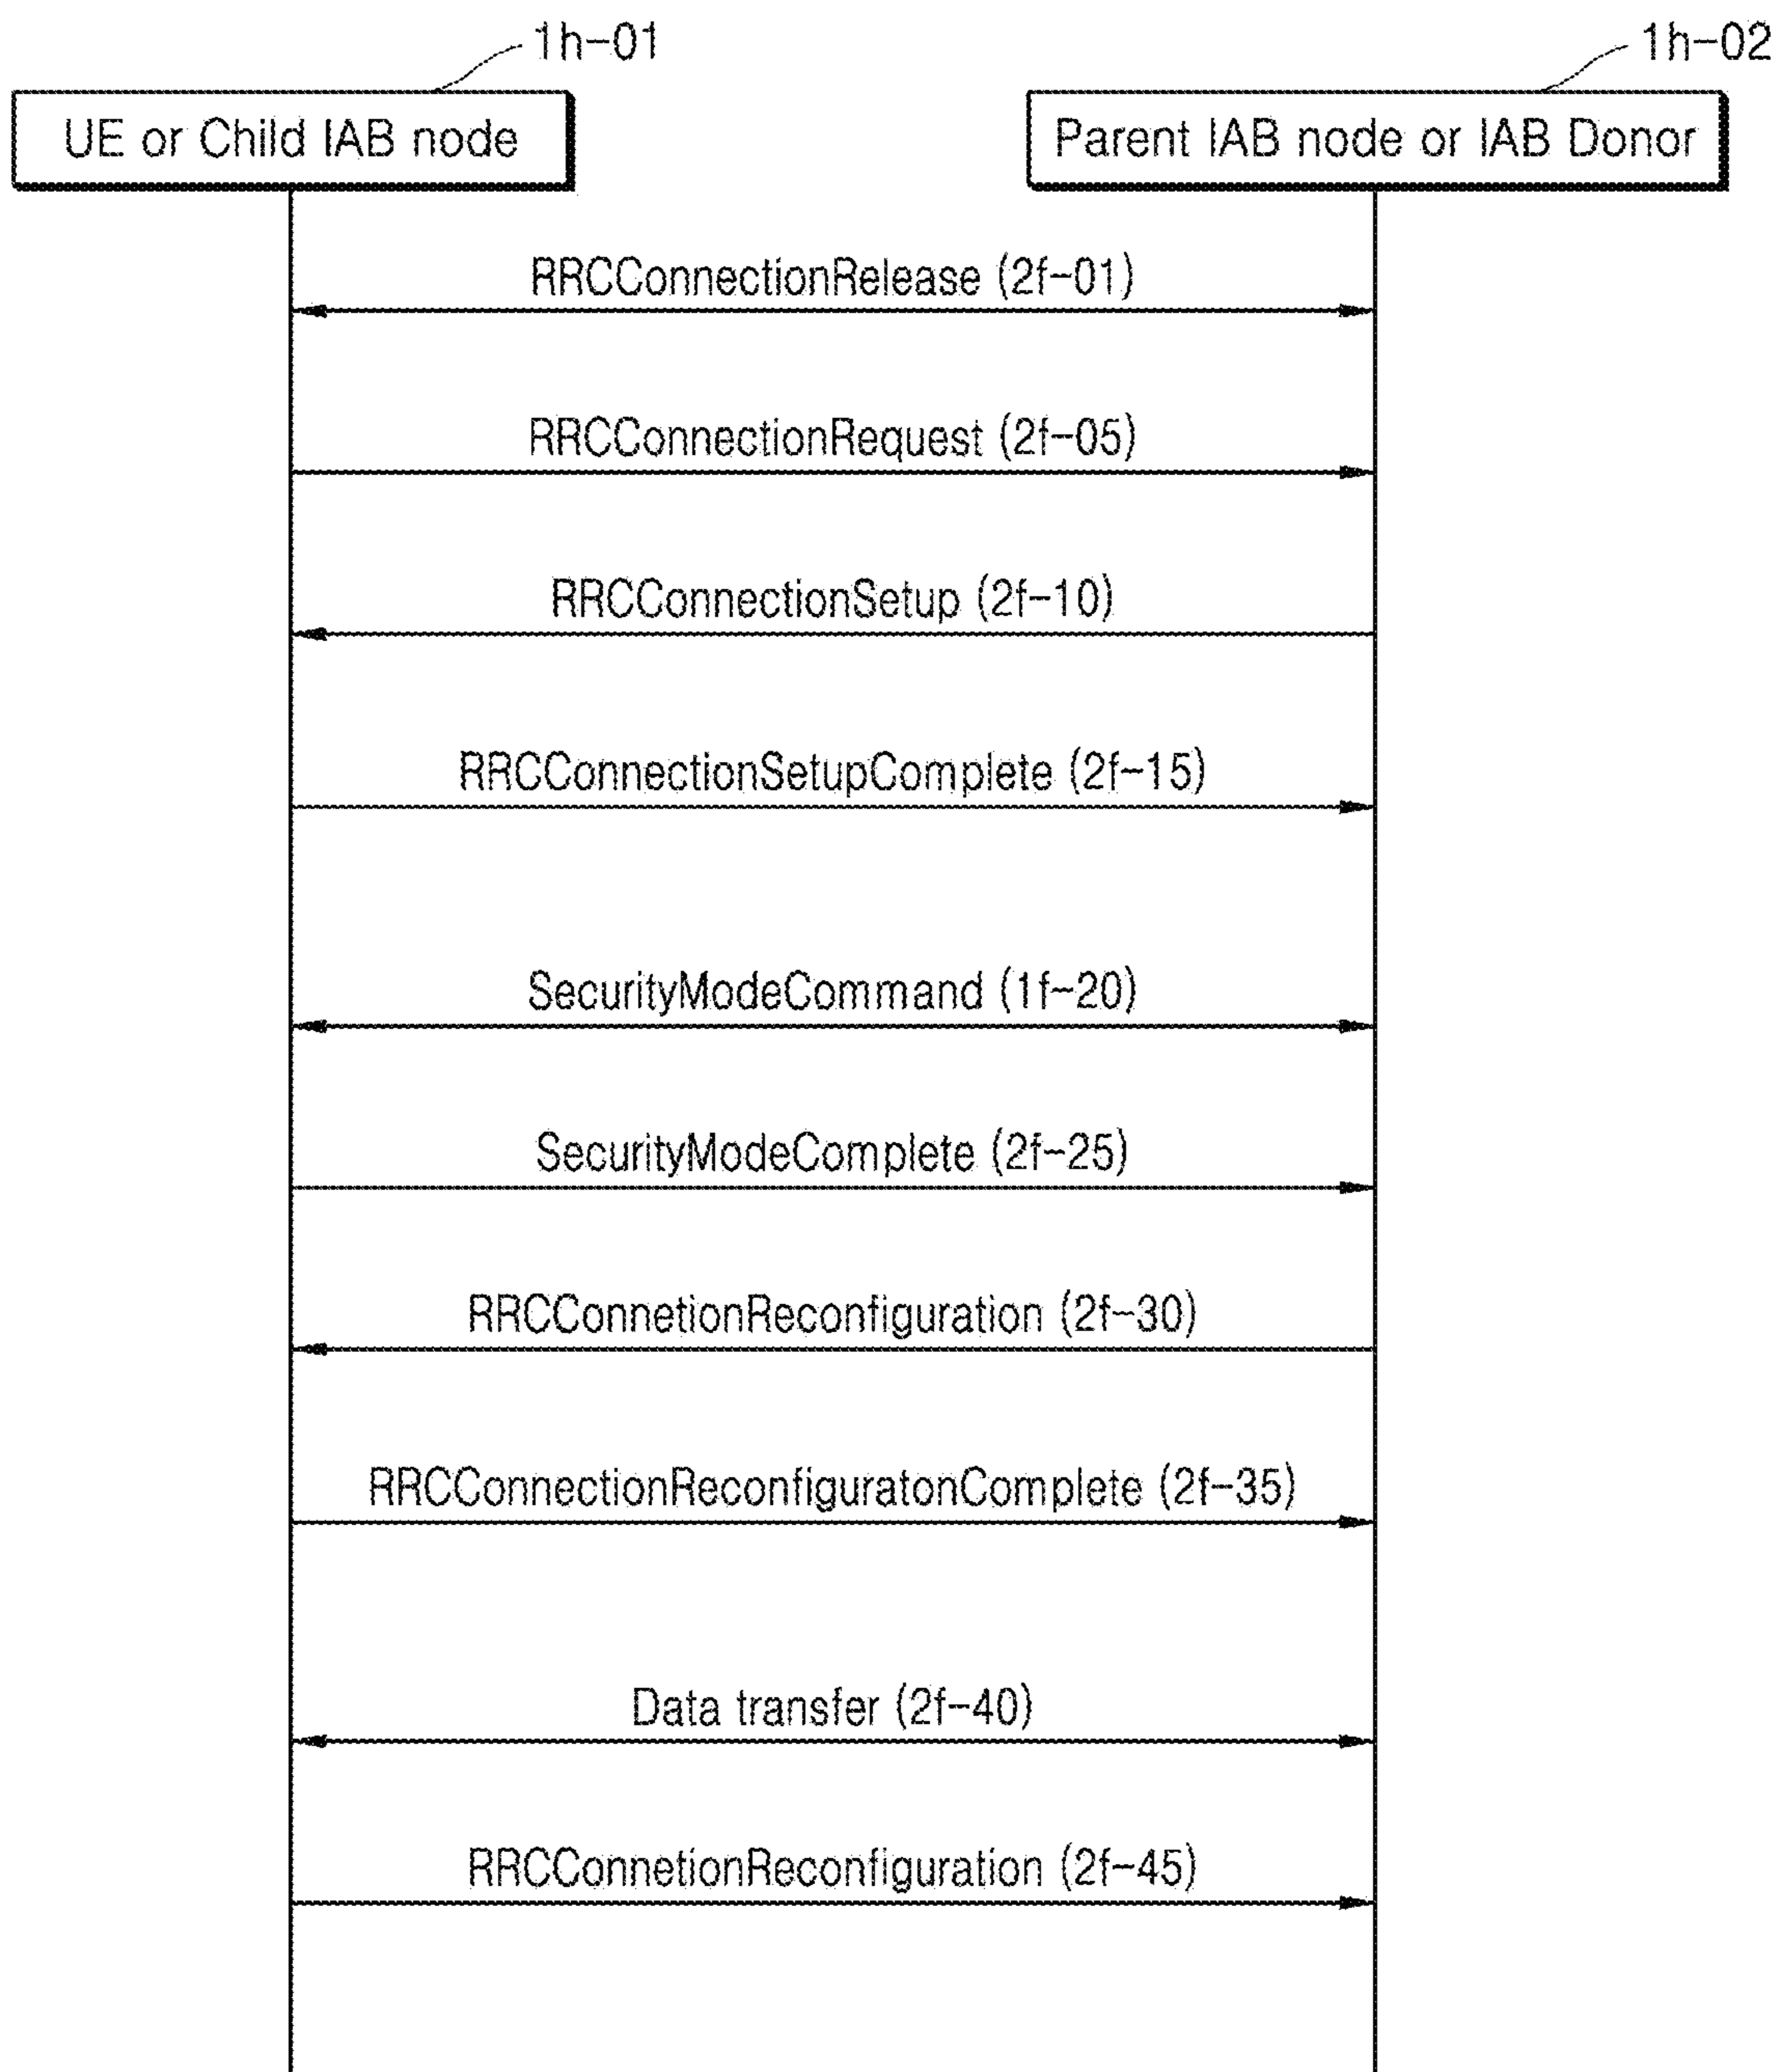 1h-01
1h-02
UE or Child IAB node
Parent IAB node or IAB Donor
RRCConnectionRelease (2f-01)
RRCConnectionRequest (2f-05)
RRCConnectionSetup (2f-10)
RRCConnectionSetupComplete (2f-15)
SecurityModeCommand (1f-20)
SecurityModeComplete (2f-25)
RRCConnetionReconfiguration (2f-30)
RRCConnectionReconfiguratonComplete (2f-35)
Data transfer (2f-40)
RRCConnetionReconfiguration (2f-45)